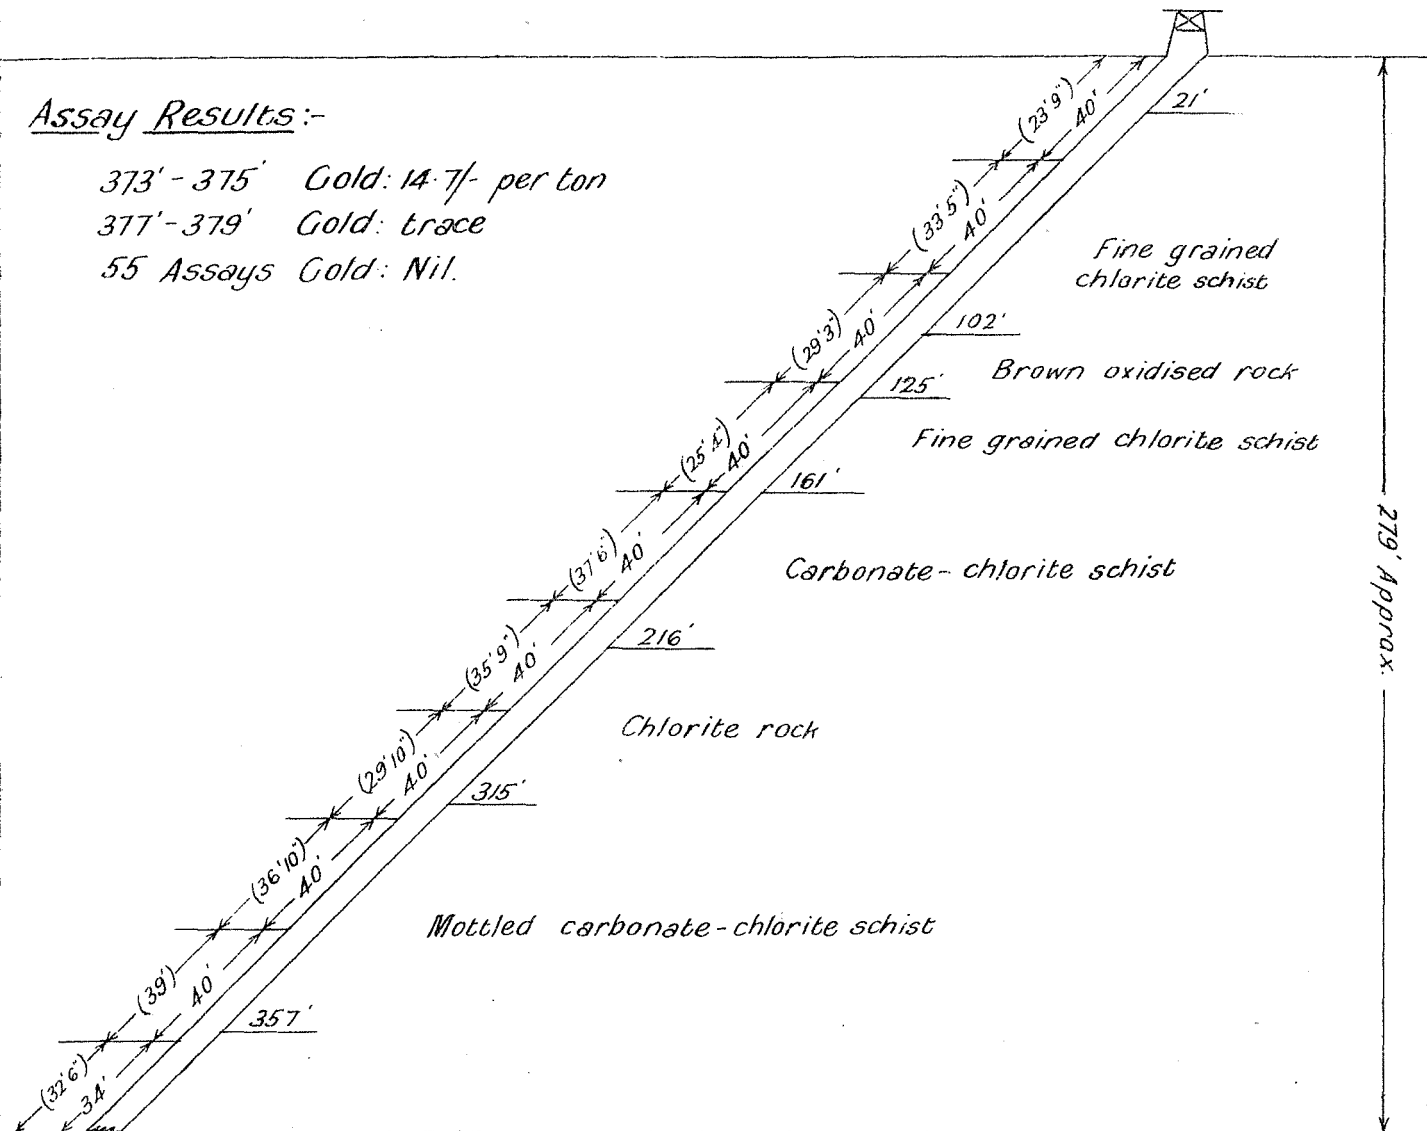 Assay Results:-
373' - 375' Gold: 14·7/- per ton
377' - 379' Gold: trace
55 Assays Gold: Nil.
(23'9") 40'
21'
(33'5") 40'
Fine grained
chlorite schist
102'
(29'3") 40'
Brown oxidised rock
125'
Fine grained chlorite schist
(25'4") 40'
161'
279' Approx.
Carbonate - chlorite schist
(37'6") 40'
216'
(35'9") 40'
Chlorite rock
(29'10") 40'
315'
(36'10") 40'
Mottled carbonate - chlorite schist
(39') 40'
357'
(32'6") 34'